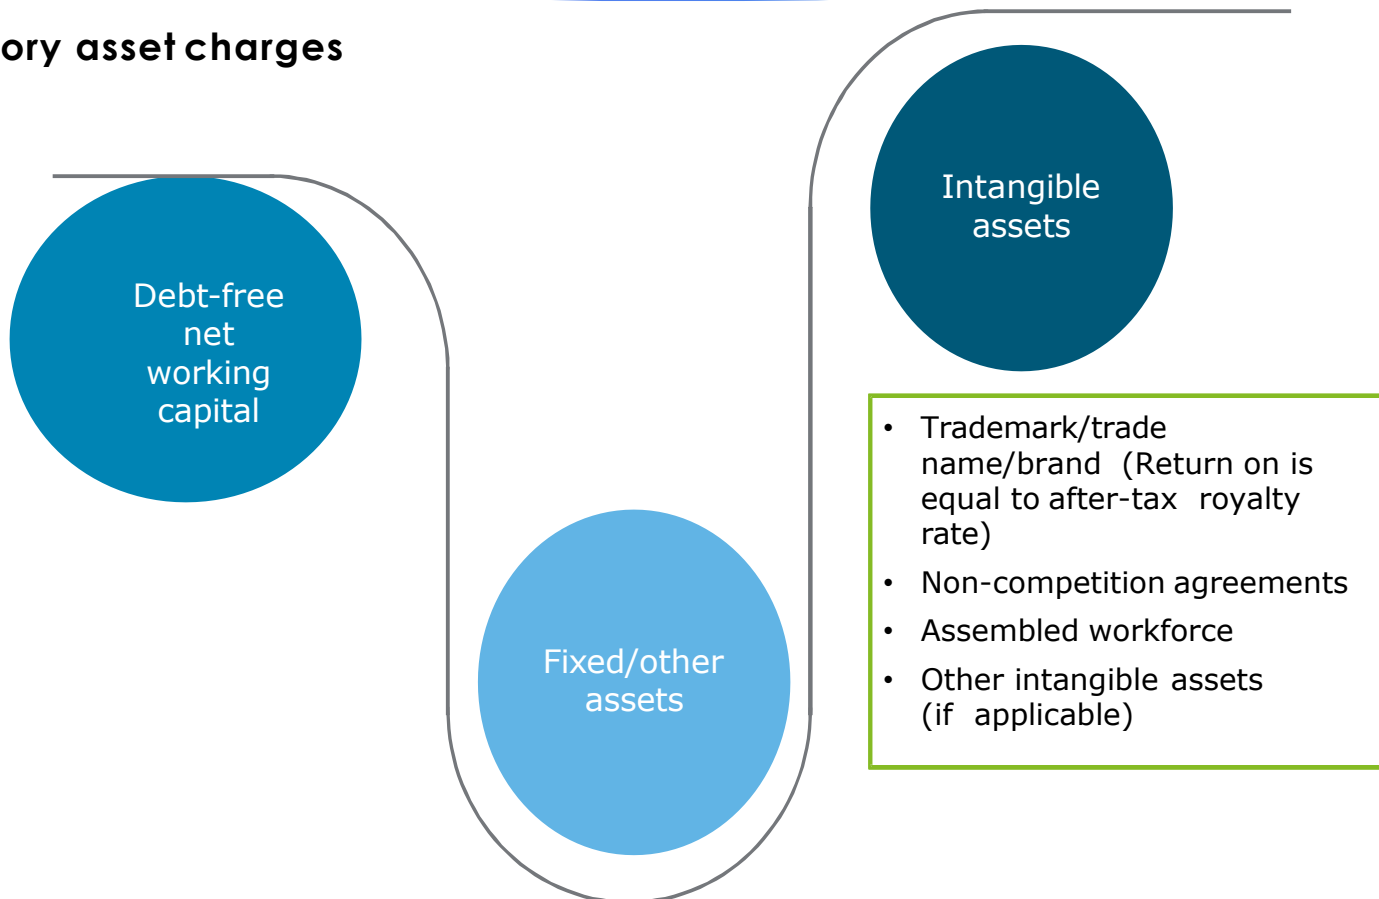 ory asset charges
Debt-free
net
working
capital
Fixed/other
assets
Intangible
assets
• Trademark/trade
name/brand (Return on is
equal to after-tax royalty
rate)
• Non-competition agreements
• Assembled workforce
• Other intangible assets
(if applicable)